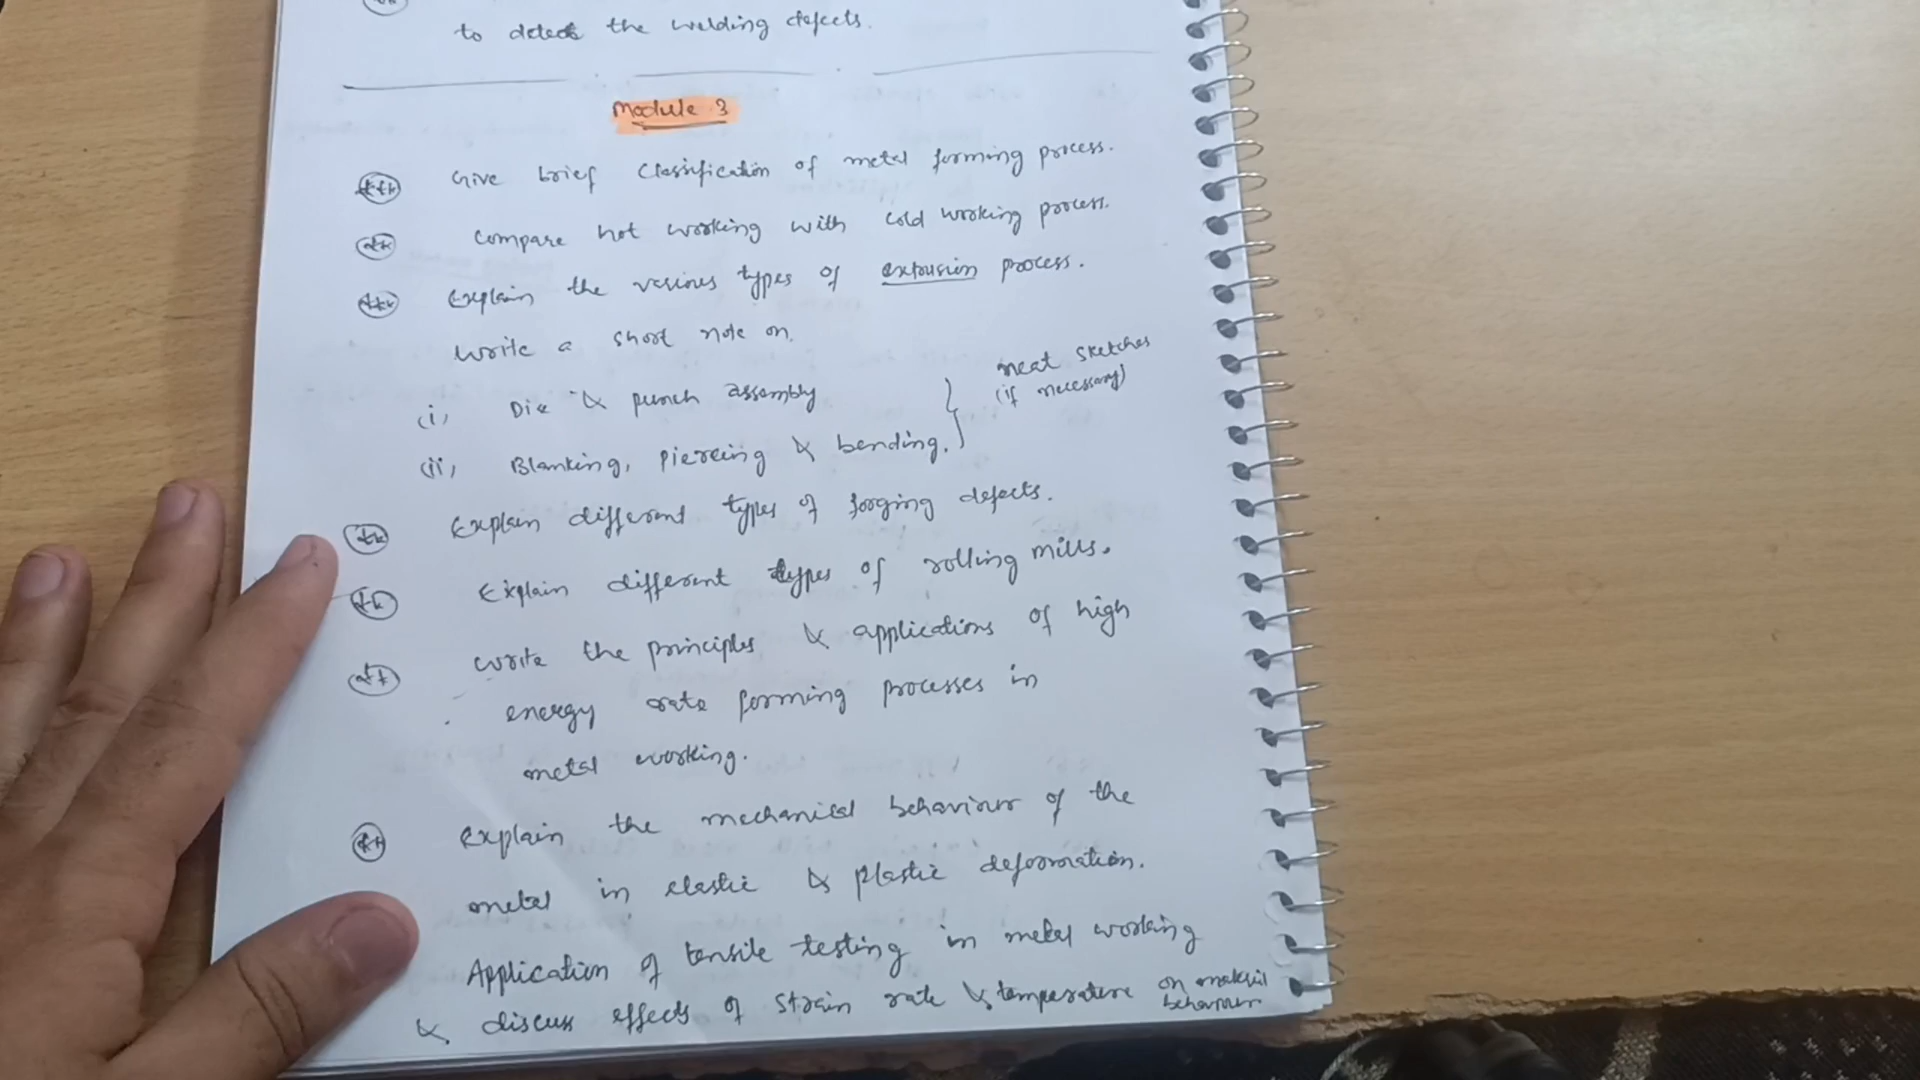 to detect the welding defects.
Module 3
Give brief classification of metal forming process.
compare hot working with cold working process.
Explain the various types of extrusion process.
write a short note on.
(i) Die & punch assembly
neat sketches
(if necessary)
(ii) Blanking, Piercing & bending.
Explain different types of forging defects.
Explain different types of rolling mills.
write the principles & applications of high
energy rate forming processes in
metal working.
Explain the mechanical behaviour of the
metal in elastic & plastic deformation.
Application of tensile testing in metal working
& discuss effects of strain rate & temperature on material
behaviour